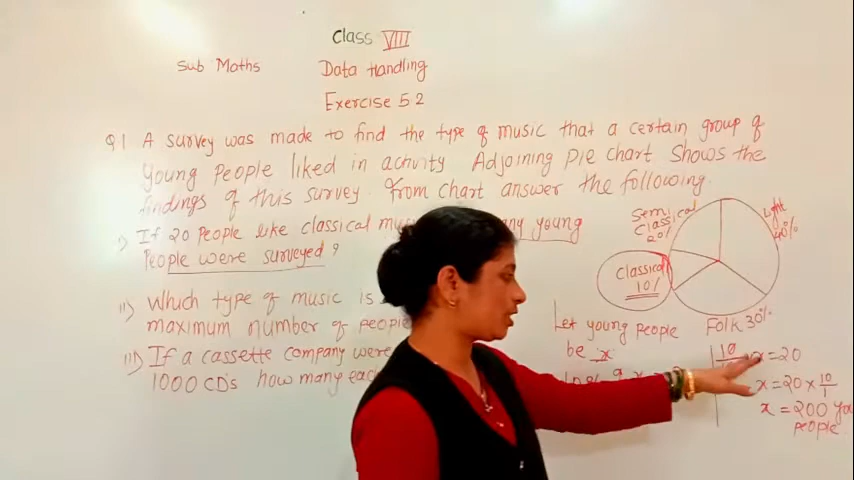 Class VIII
Sub Maths
Data Handling
Exercise 5 2
Q1 A survey was made to find the type of music that a certain group of
young People liked in activity Adjoining Pie chart shows the
findings of this survey. From chart answer the following.
i) If 20 People like classical any young
People were surveyed ?
ii) Which type of music is
maximum number of people
iii) If a cassette company were
1000 CD's how many
Semi
Classical
20%
Light
40%
Classical
10%
Folk 30%
Let young people
be x
10% of x
10 x = 20
x = 20 x 10/1
x = 200
people